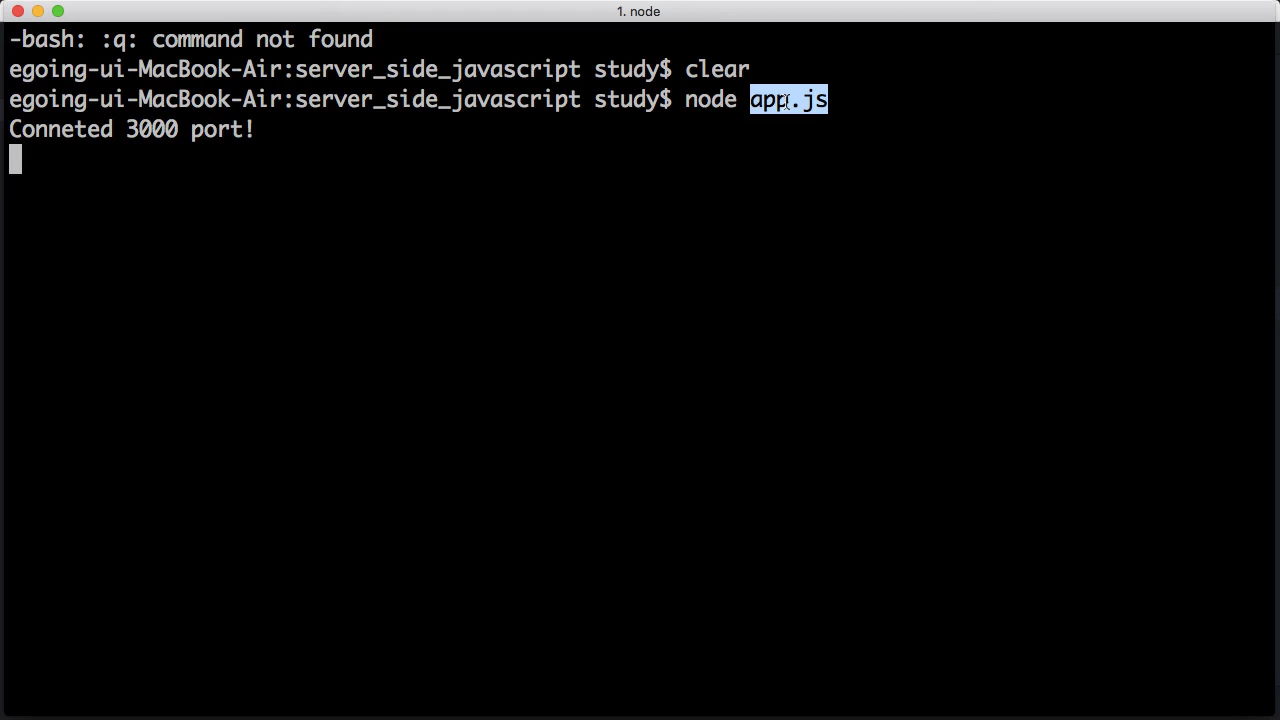 1. node
-bash: :q: command not found
egoing-ui-MacBook-Air:server_side_javascript study$ clear
egoing-ui-MacBook-Air:server_side_javascript study$ node app.js
Conneted 3000 port!